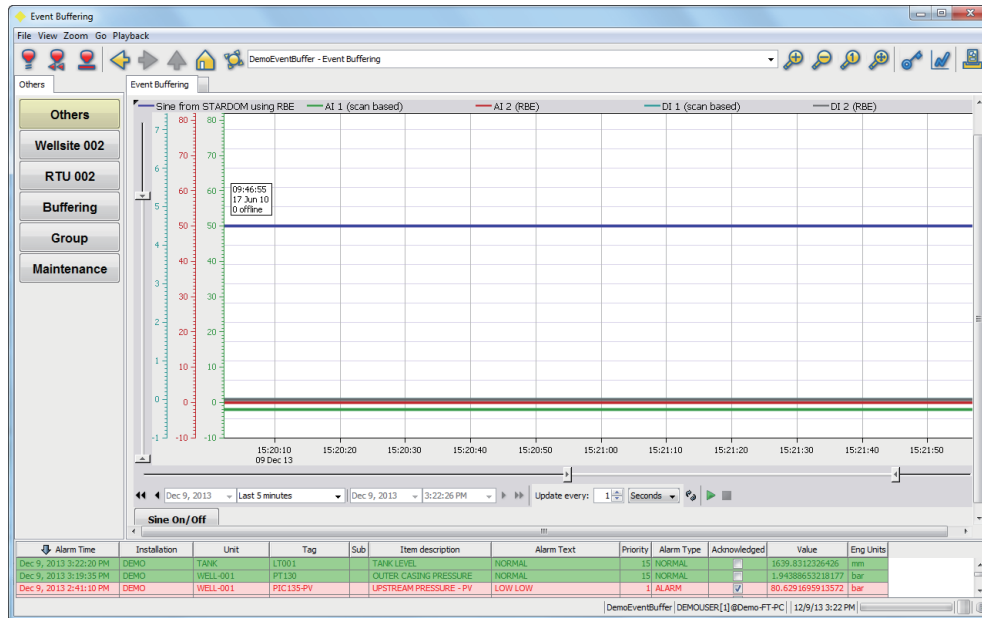 Event Buffering
File View Zoom Go Playback
DemoEventBuffer - Event Buffering
Others
Event Buffering
Others
Wellsite 002
RTU 002
Buffering
Group
Maintenance
Sine from STARDOM using RBE AI 1 (scan based) AI 2 (RBE) DI 1 (scan based) DI 2 (RBE)
7 6 5 4 3 2 1 0 -1
80 70 60 50 40 30 20 10 0 -10
80 70 60 50 40 30 20 10 0 -10
09:46:55
17 Jun 10
0 offline
15:20:10 15:20:20 15:20:30 15:20:40 15:20:50 15:21:00 15:21:10 15:21:20 15:21:30 15:21:40 15:21:50
09 Dec 13
Dec 9, 2013 Last 5 minutes Dec 9, 2013 3:22:26 PM Update every: 1 Seconds
Sine On/Off
Alarm Time Installation Unit Tag Sub Item description Alarm Text Priority Alarm Type Acknowledged Value Eng Units
Dec 9, 2013 3:22:20 PM DEMO TANK LT001 TANK LEVEL NORMAL 15 NORMAL 1639.8312326426 mm
Dec 9, 2013 3:19:35 PM DEMO WELL-001 PT130 OUTER CASING PRESSURE NORMAL 15 NORMAL 1.94388653218177 bar
Dec 9, 2013 2:41:10 PM DEMO WELL-001 PIC135-PV UPSTREAM PRESSURE - PV LOW LOW 1 ALARM 80.6291695913572 bar
DemoEventBuffer DEMOUSER[1]@Demo-FT-PC 12/9/13 3:22 PM